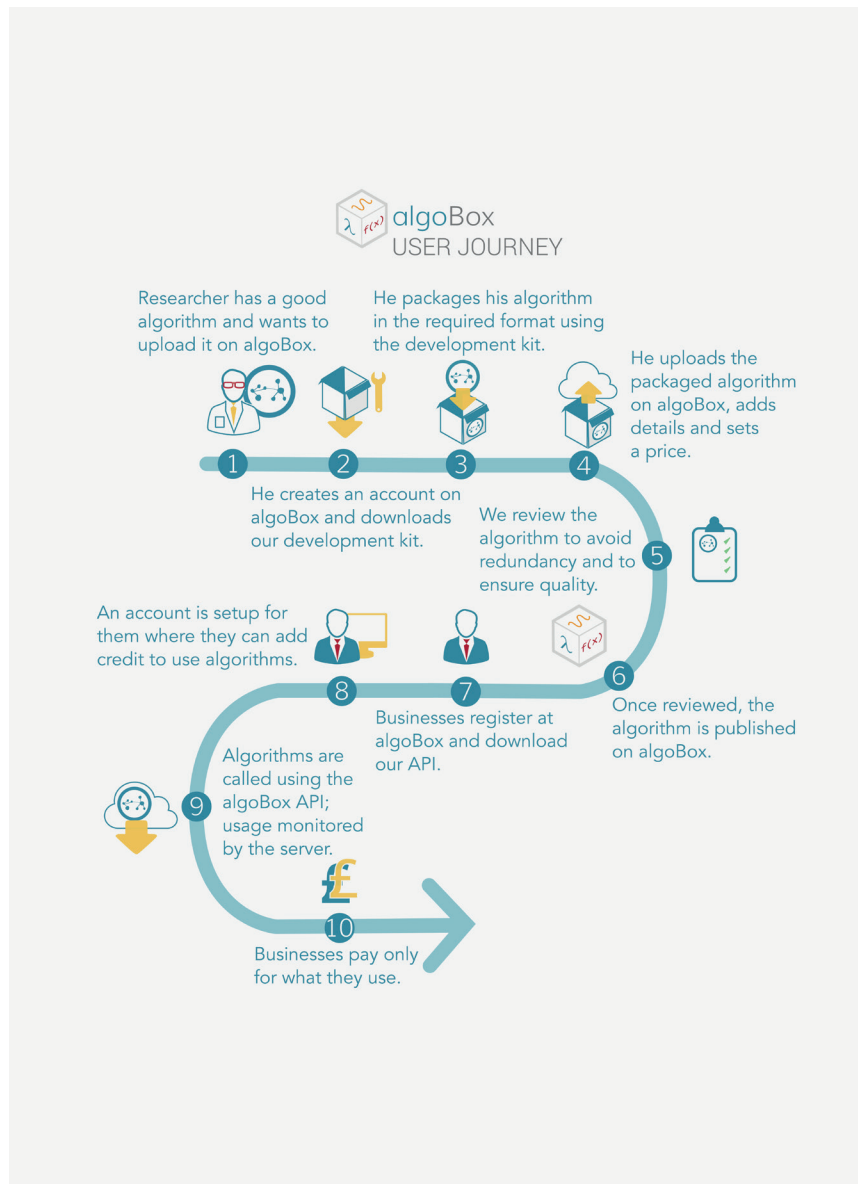 λ f(x)
algoBox
USER JOURNEY
Researcher has a good
algorithm and wants to
upload it on algoBox.
He packages his algorithm
in the required format using
the development kit.
He uploads the
packaged algorithm
on algoBox, adds
details and sets
a price.
1
2
3
4
He creates an account on
algoBox and downloads
our development kit.
We review the
algorithm to avoid
redundancy and to
ensure quality.
5
An account is setup for
them where they can add
credit to use algorithms.
λ f(x)
6
7
8
Once reviewed, the
algorithm is published
on algoBox.
Businesses register at
algoBox and download
our API.
Algorithms are
called using the
algoBox API;
usage monitored
by the server.
9
££
10
Businesses pay only
for what they use.